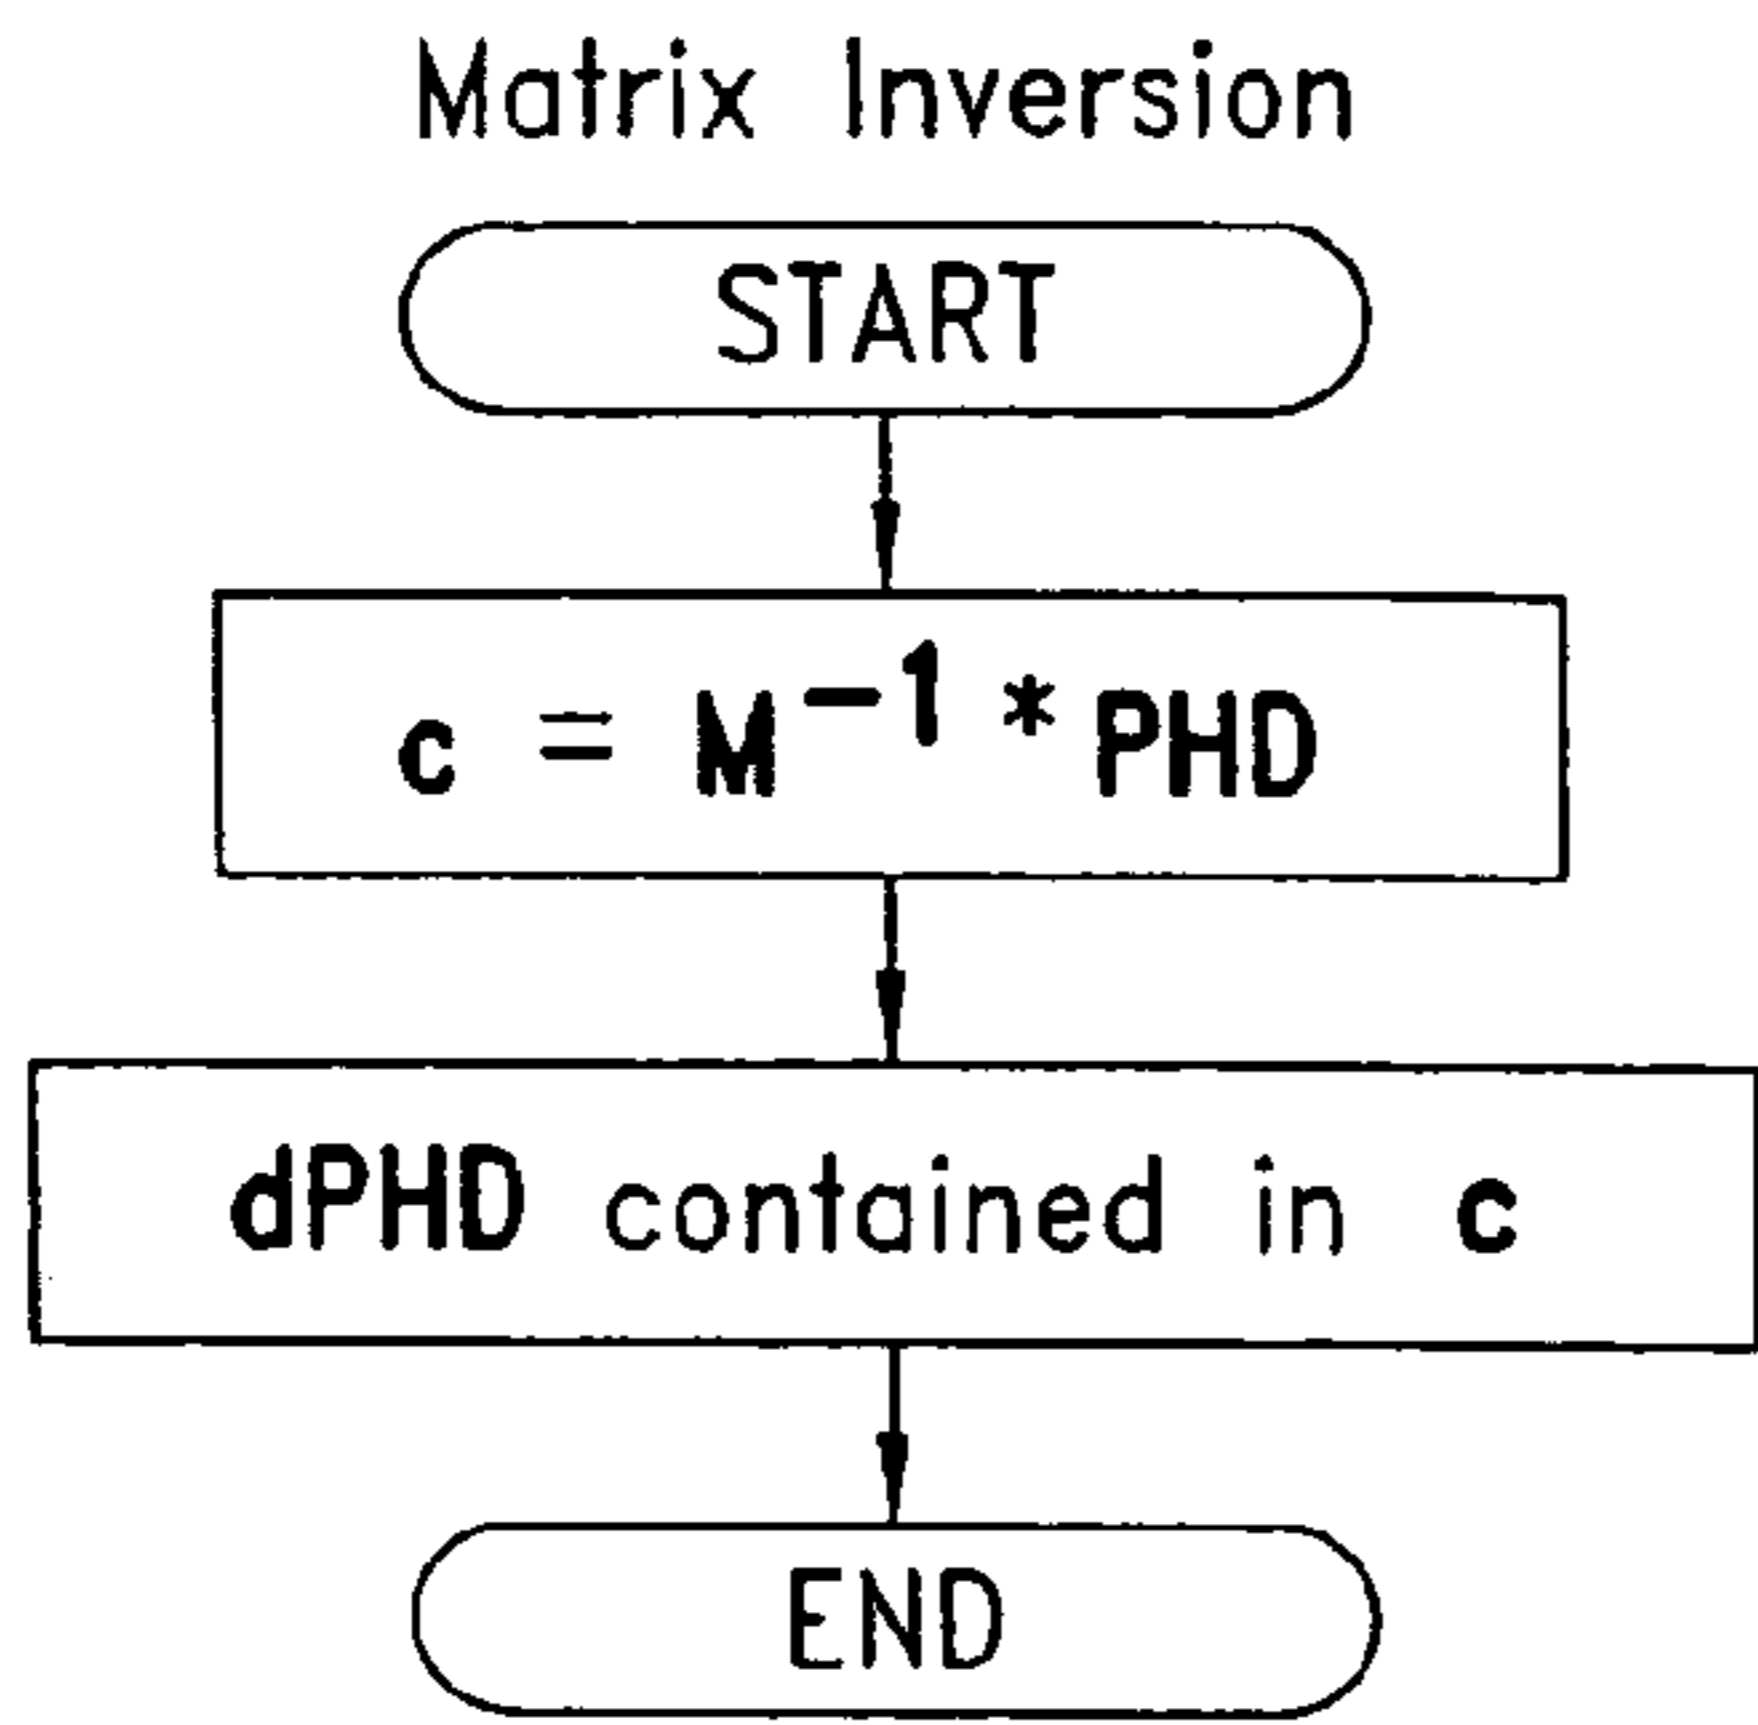 Matrix Inversion
START
c = M⁻¹ * PHD
dPHD contained in c
END